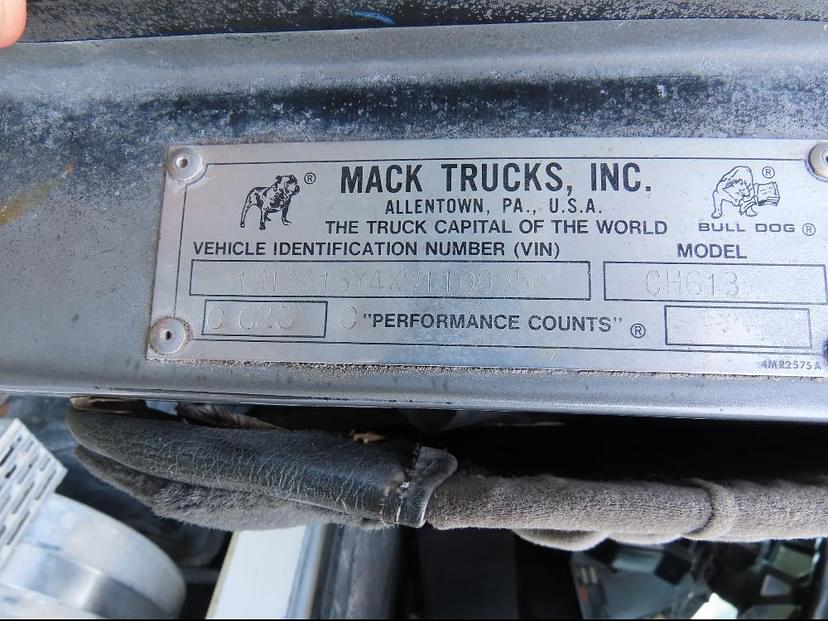 ® MACK TRUCKS, INC. ®
ALLENTOWN, PA., U.S.A.
THE TRUCK CAPITAL OF THE WORLD
BULL DOG ®
VEHICLE IDENTIFICATION NUMBER (VIN)
MODEL
CH613
"PERFORMANCE COUNTS" ®
4MR2575A